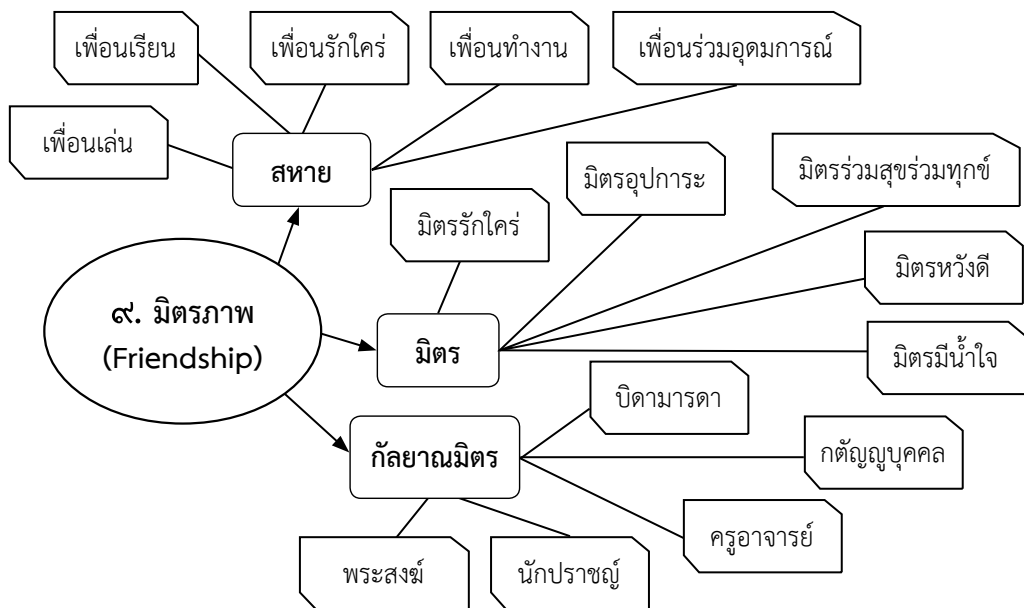 เพื่อนเรียน
เพื่อนรักใคร่
เพื่อนทำงาน
เพื่อนร่วมอุดมการณ์
เพื่อนเล่น
สหาย
มิตรอุปการะ
มิตรร่วมสุขร่วมทุกข์
มิตรรักใคร่
มิตรหวังดี
๙. มิตรภาพ
(Friendship)
มิตร
มิตรมีน้ำใจ
บิดามารดา
กัลยาณมิตร
กตัญญูบุคคล
ครูอาจารย์
พระสงฆ์
นักปราชญ์